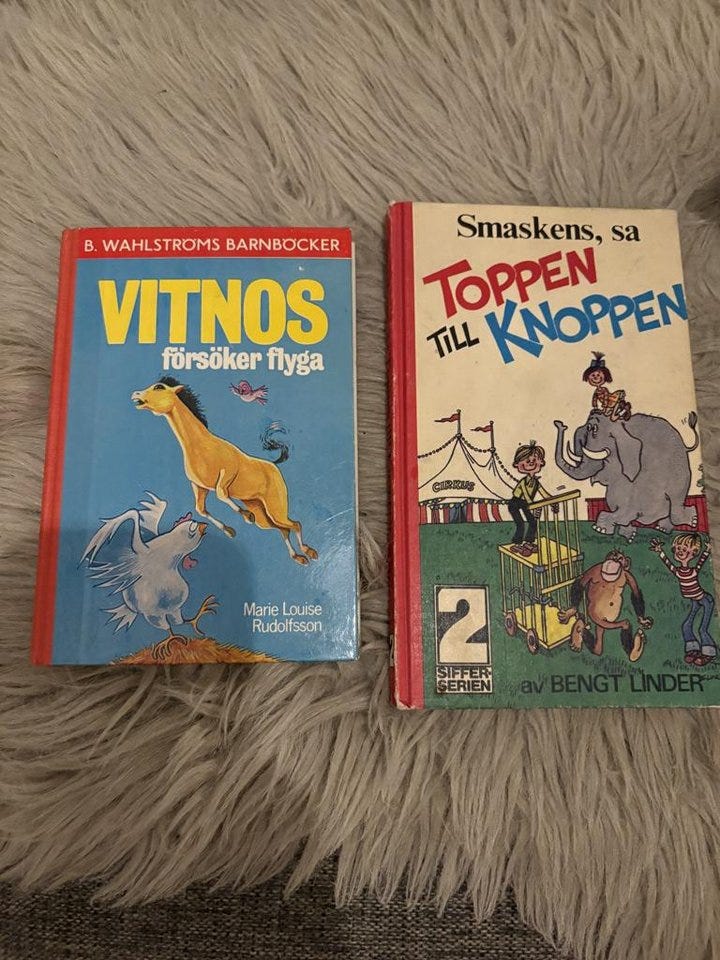 B. WAHLSTRÖMS BARNBÖCKER
VITNOS
försöker flyga
Marie Louise
Rudolfsson
Smaskens, sa
TOPPEN
TILL KNOPPEN
CIRKUS
2
SIFFER-
SERIEN
av BENGT LINDER